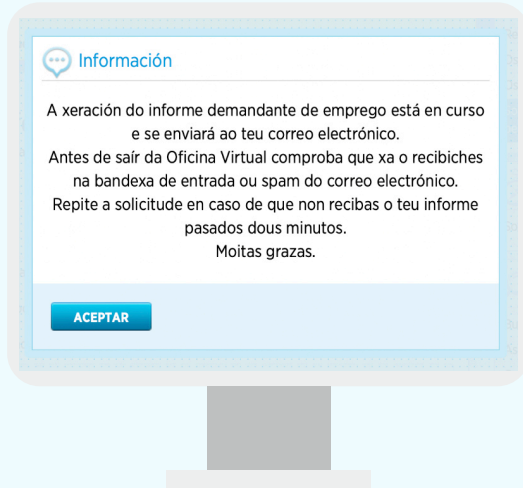 Información
A xeración do informe demandante de emprego está en curso
e se enviará ao teu correo electrónico.
Antes de saír da Oficina Virtual comproba que xa o recibiches
na bandexa de entrada ou spam do correo electrónico.
Repite a solicitude en caso de que non recibas o teu informe
pasados dous minutos.
Moitas grazas.
ACEPTAR